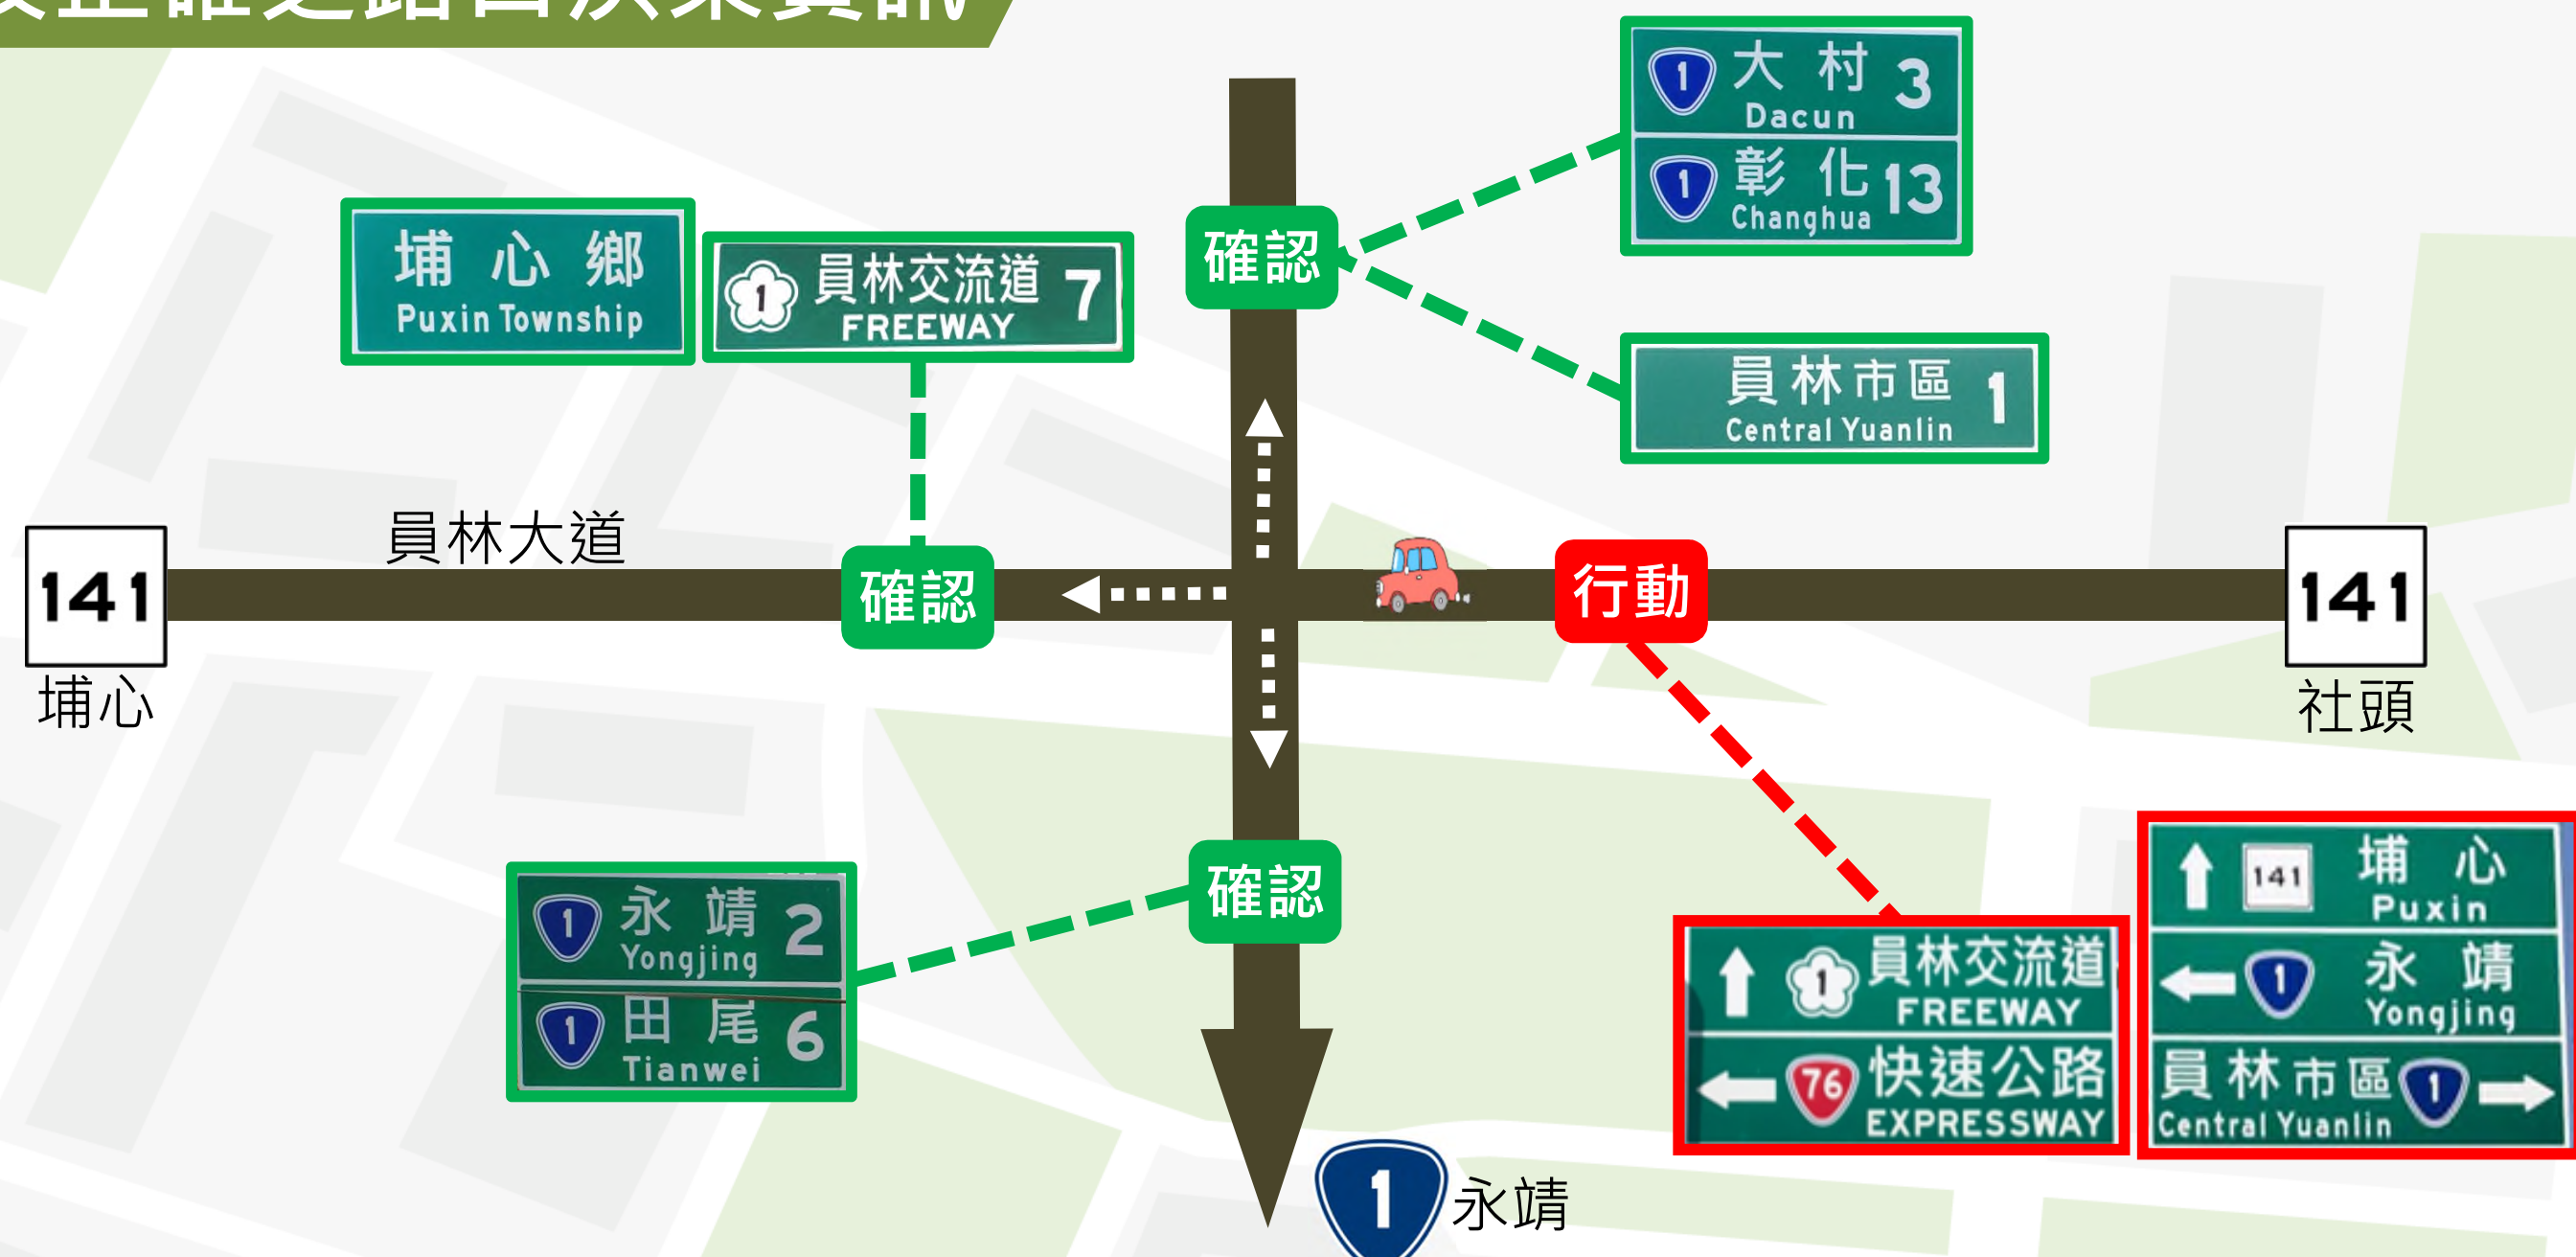 1 大村 3
Dacun
1 彰化 13
Changhua
埔心鄉
Puxin Township
1 員林交流道 7
FREEWAY
確認
員林市區 1
Central Yuanlin
員林大道
141
埔心
確認
行動
141
社頭
確認
1 永靖 2
Yongjing
1 田尾 6
Tianwei
1 員林交流道
FREEWAY
76 快速公路
EXPRESSWAY
141 埔心
Puxin
1 永靖
Yongjing
員林市區 1
Central Yuanlin
1 永靖